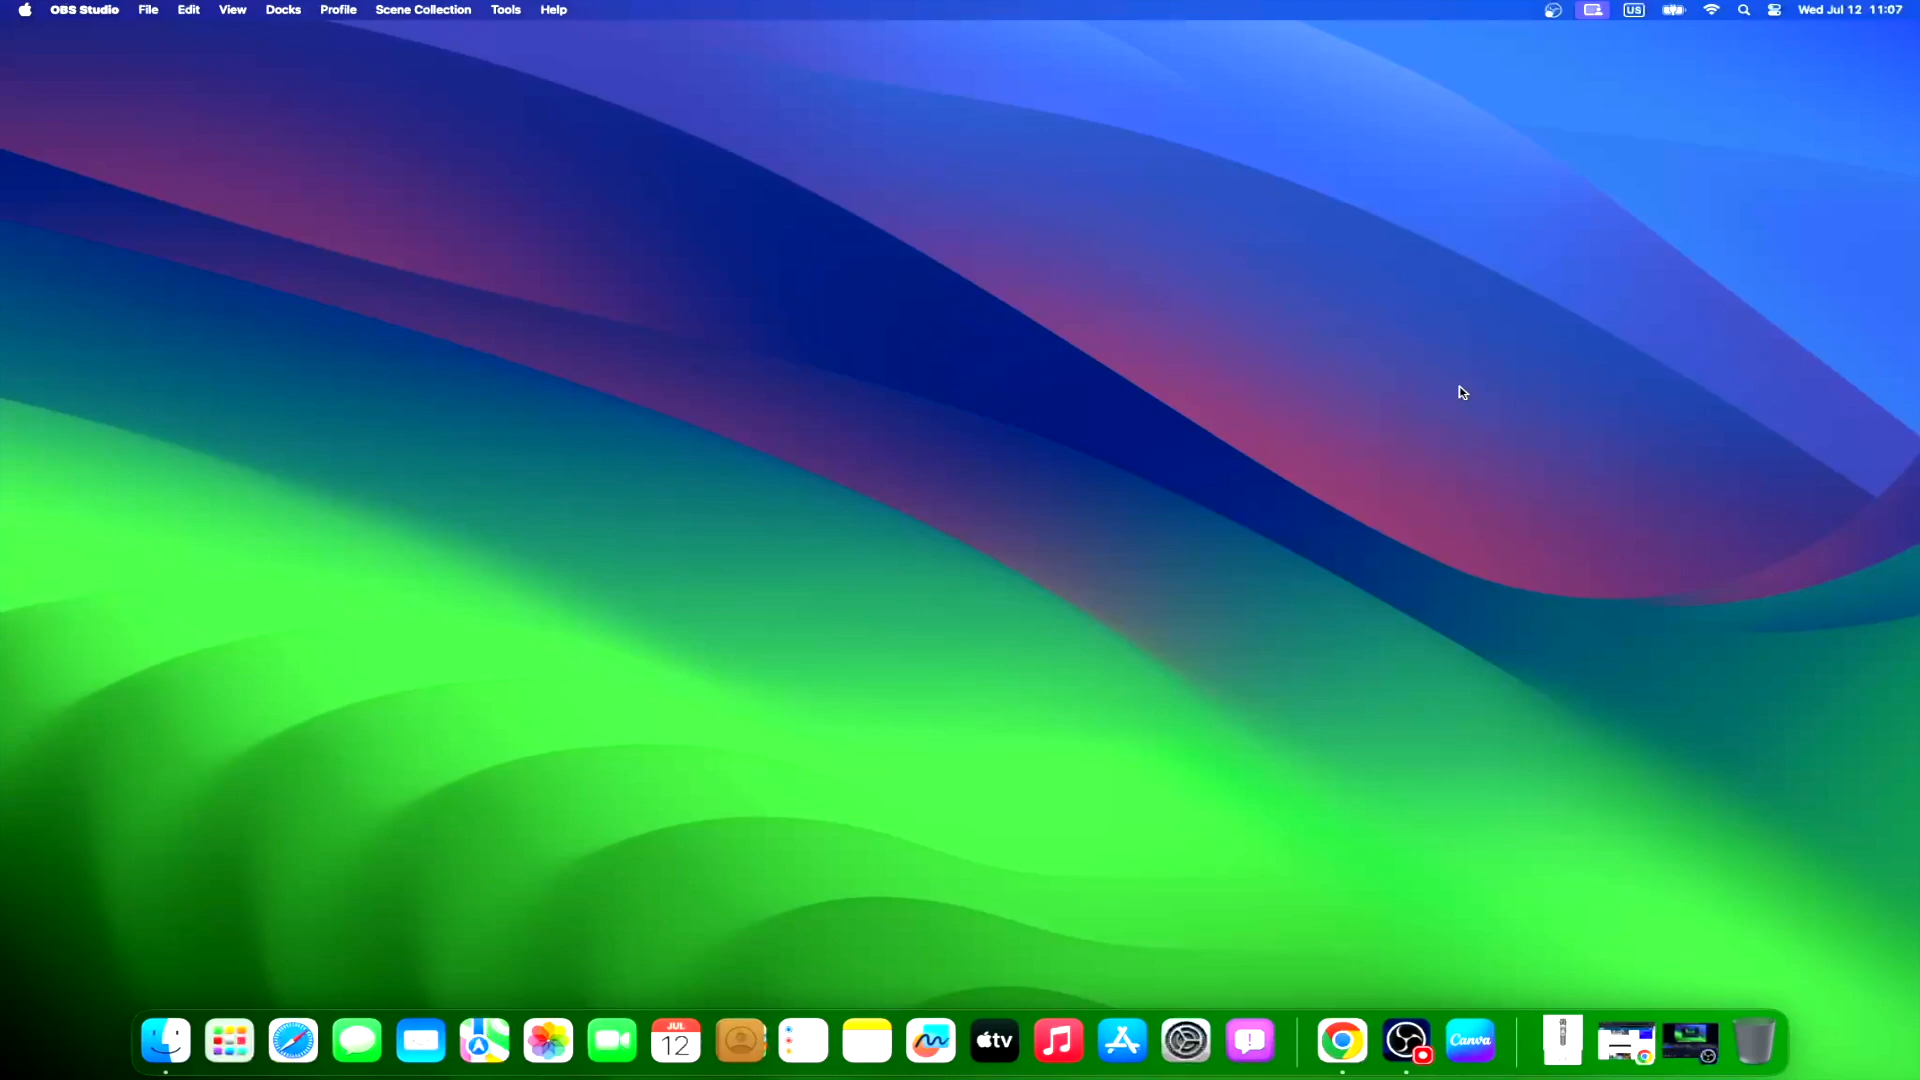 OBS Studio File Edit View Docks Profile Scene Collection Tools Help US Wed Jul 12 11:07
JUL
12
tv
Canva